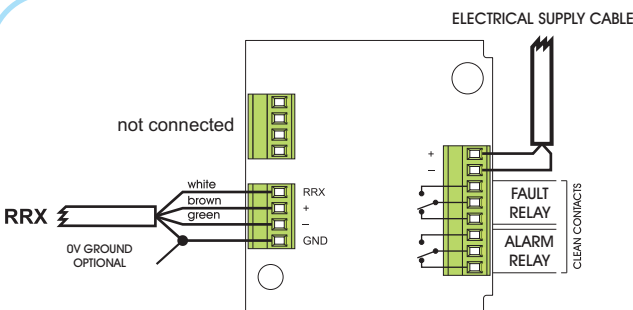 ELECTRICAL SUPPLY CABLE
not connected
+
–
white
RRX
brown
+
green
–
RRX
GND
0V GROUND
OPTIONAL
FAULT
RELAY
ALARM
RELAY
CLEAN CONTACTS